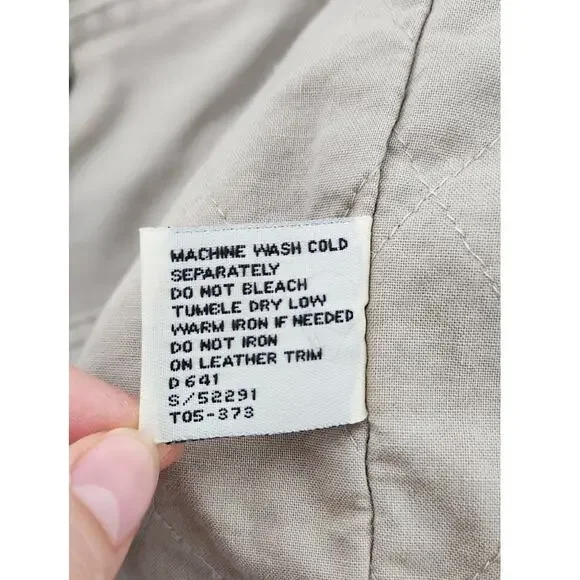 MACHINE WASH COLD
SEPARATELY
DO NOT BLEACH
TUMBLE DRY LOW
WARM IRON IF NEEDED
DO NOT IRON
ON LEATHER TRIM
D 641
S/52291
T05-373